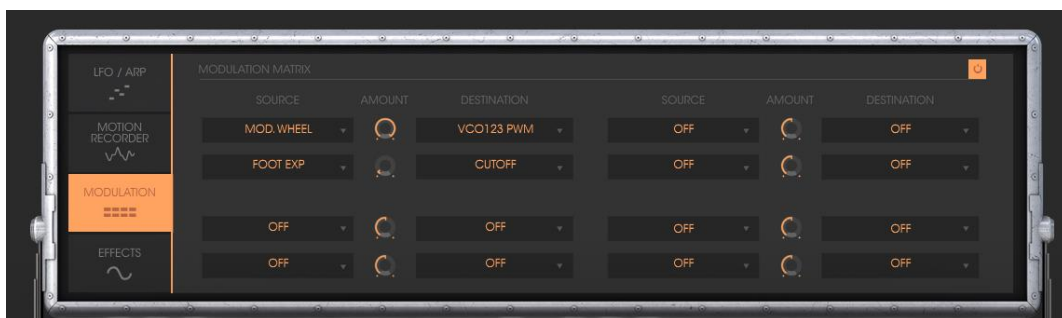 LFO / ARP
MOTION
RECORDER
MODULATION
EFFECTS
MODULATION MATRIX
SOURCE AMOUNT DESTINATION SOURCE AMOUNT DESTINATION
MOD. WHEEL VCO123 PWM OFF OFF
FOOT EXP CUTOFF OFF OFF
OFF OFF OFF OFF
OFF OFF OFF OFF